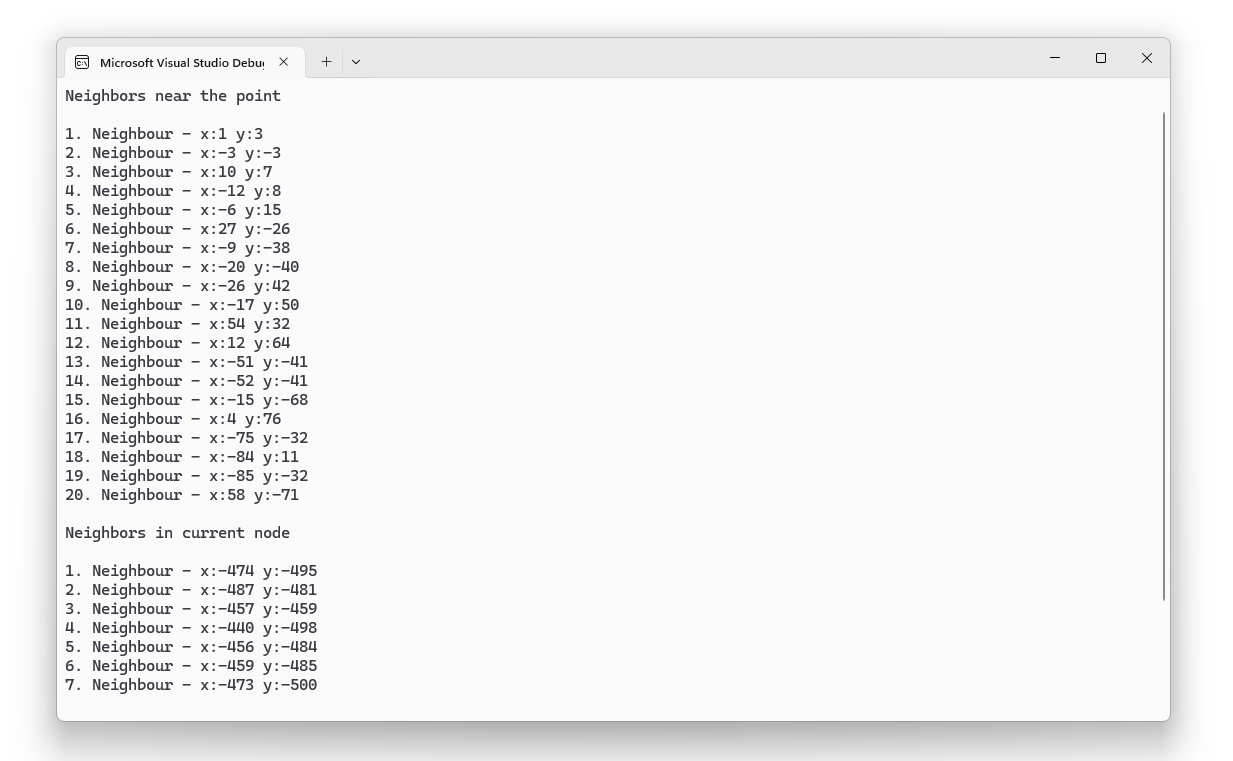 Microsoft Visual Studio Debug
Neighbors near the point
1. Neighbour - x:1 y:3
2. Neighbour - x:-3 y:-3
3. Neighbour - x:10 y:7
4. Neighbour - x:-12 y:8
5. Neighbour - x:-6 y:15
6. Neighbour - x:27 y:-26
7. Neighbour - x:-9 y:-38
8. Neighbour - x:-20 y:-40
9. Neighbour - x:-26 y:42
10. Neighbour - x:-17 y:50
11. Neighbour - x:54 y:32
12. Neighbour - x:12 y:64
13. Neighbour - x:-51 y:-41
14. Neighbour - x:-52 y:-41
15. Neighbour - x:-15 y:-68
16. Neighbour - x:4 y:76
17. Neighbour - x:-75 y:-32
18. Neighbour - x:-84 y:11
19. Neighbour - x:-85 y:-32
20. Neighbour - x:58 y:-71
Neighbors in current node
1. Neighbour - x:-474 y:-495
2. Neighbour - x:-487 y:-481
3. Neighbour - x:-457 y:-459
4. Neighbour - x:-440 y:-498
5. Neighbour - x:-456 y:-484
6. Neighbour - x:-459 y:-485
7. Neighbour - x:-473 y:-500